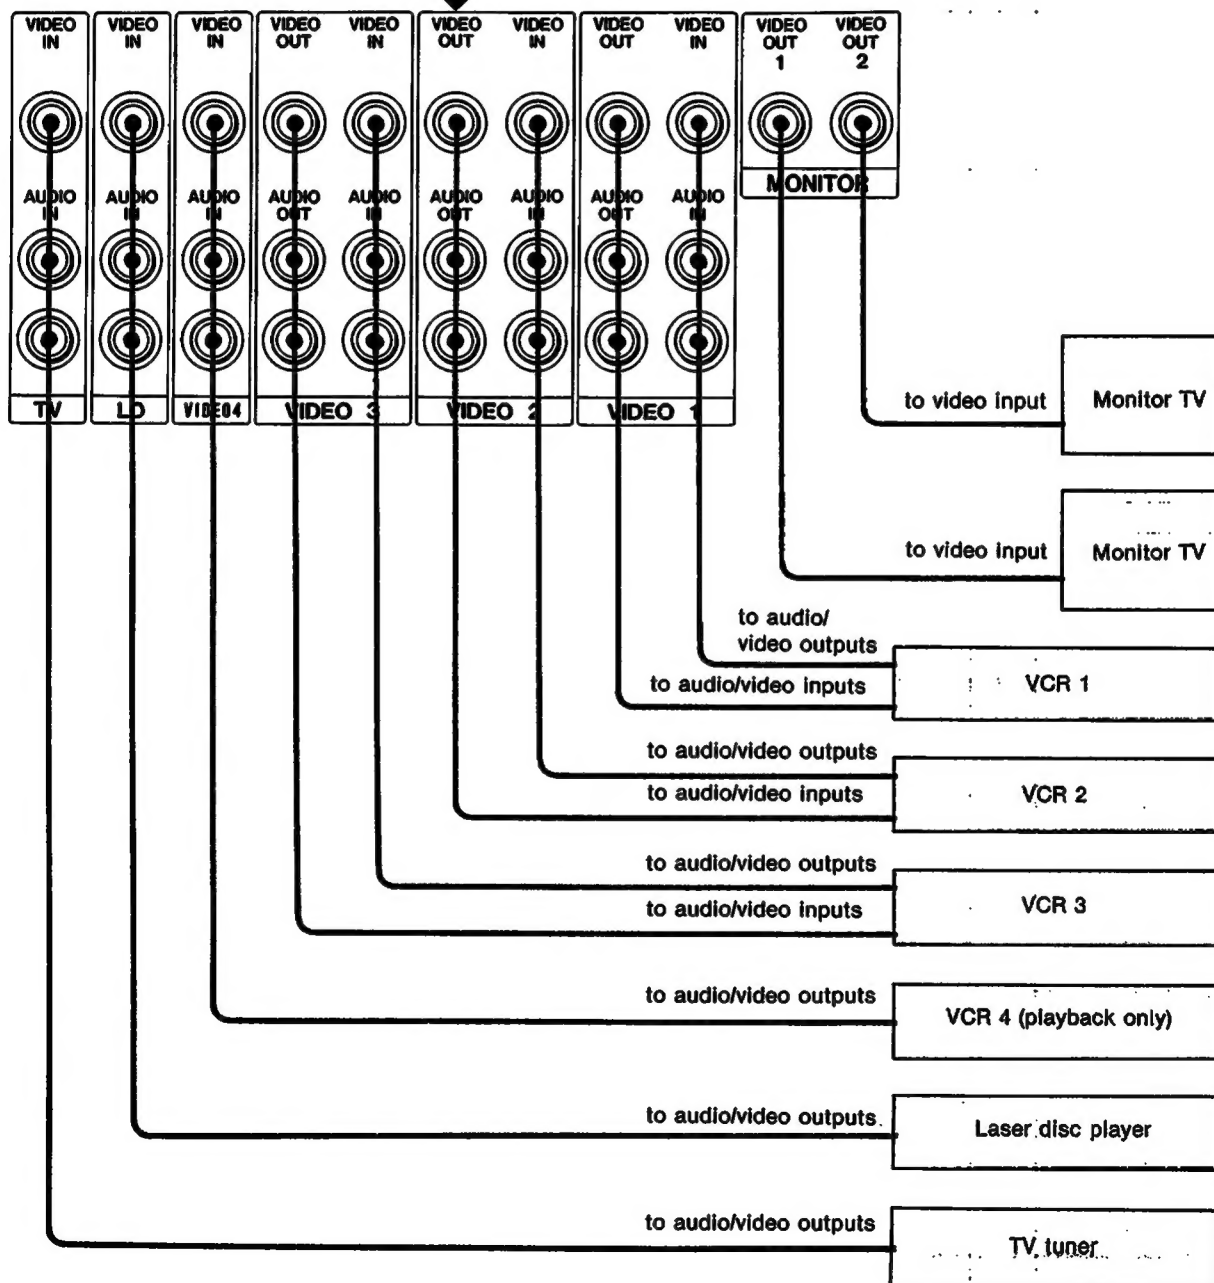 VIDEO IN
VIDEO IN
VIDEO IN
VIDEO OUT
VIDEO IN
VIDEO OUT
VIDEO IN
VIDEO OUT
VIDEO IN
VIDEO OUT 1
VIDEO OUT 2
MONITOR
AUDIO IN
AUDIO IN
AUDIO IN
AUDIO OUT
AUDIO IN
AUDIO OUT
AUDIO IN
AUDIO OUT
AUDIO IN
TV
LD
VIDEO4
VIDEO 3
VIDEO 2
VIDEO 1
to video input
Monitor TV
to video input
Monitor TV
to audio/
video outputs
to audio/video inputs
VCR 1
to audio/video outputs
to audio/video inputs
VCR 2
to audio/video outputs
to audio/video inputs
VCR 3
to audio/video outputs
VCR 4 (playback only)
to audio/video outputs
Laser disc player
to audio/video outputs
TV tuner